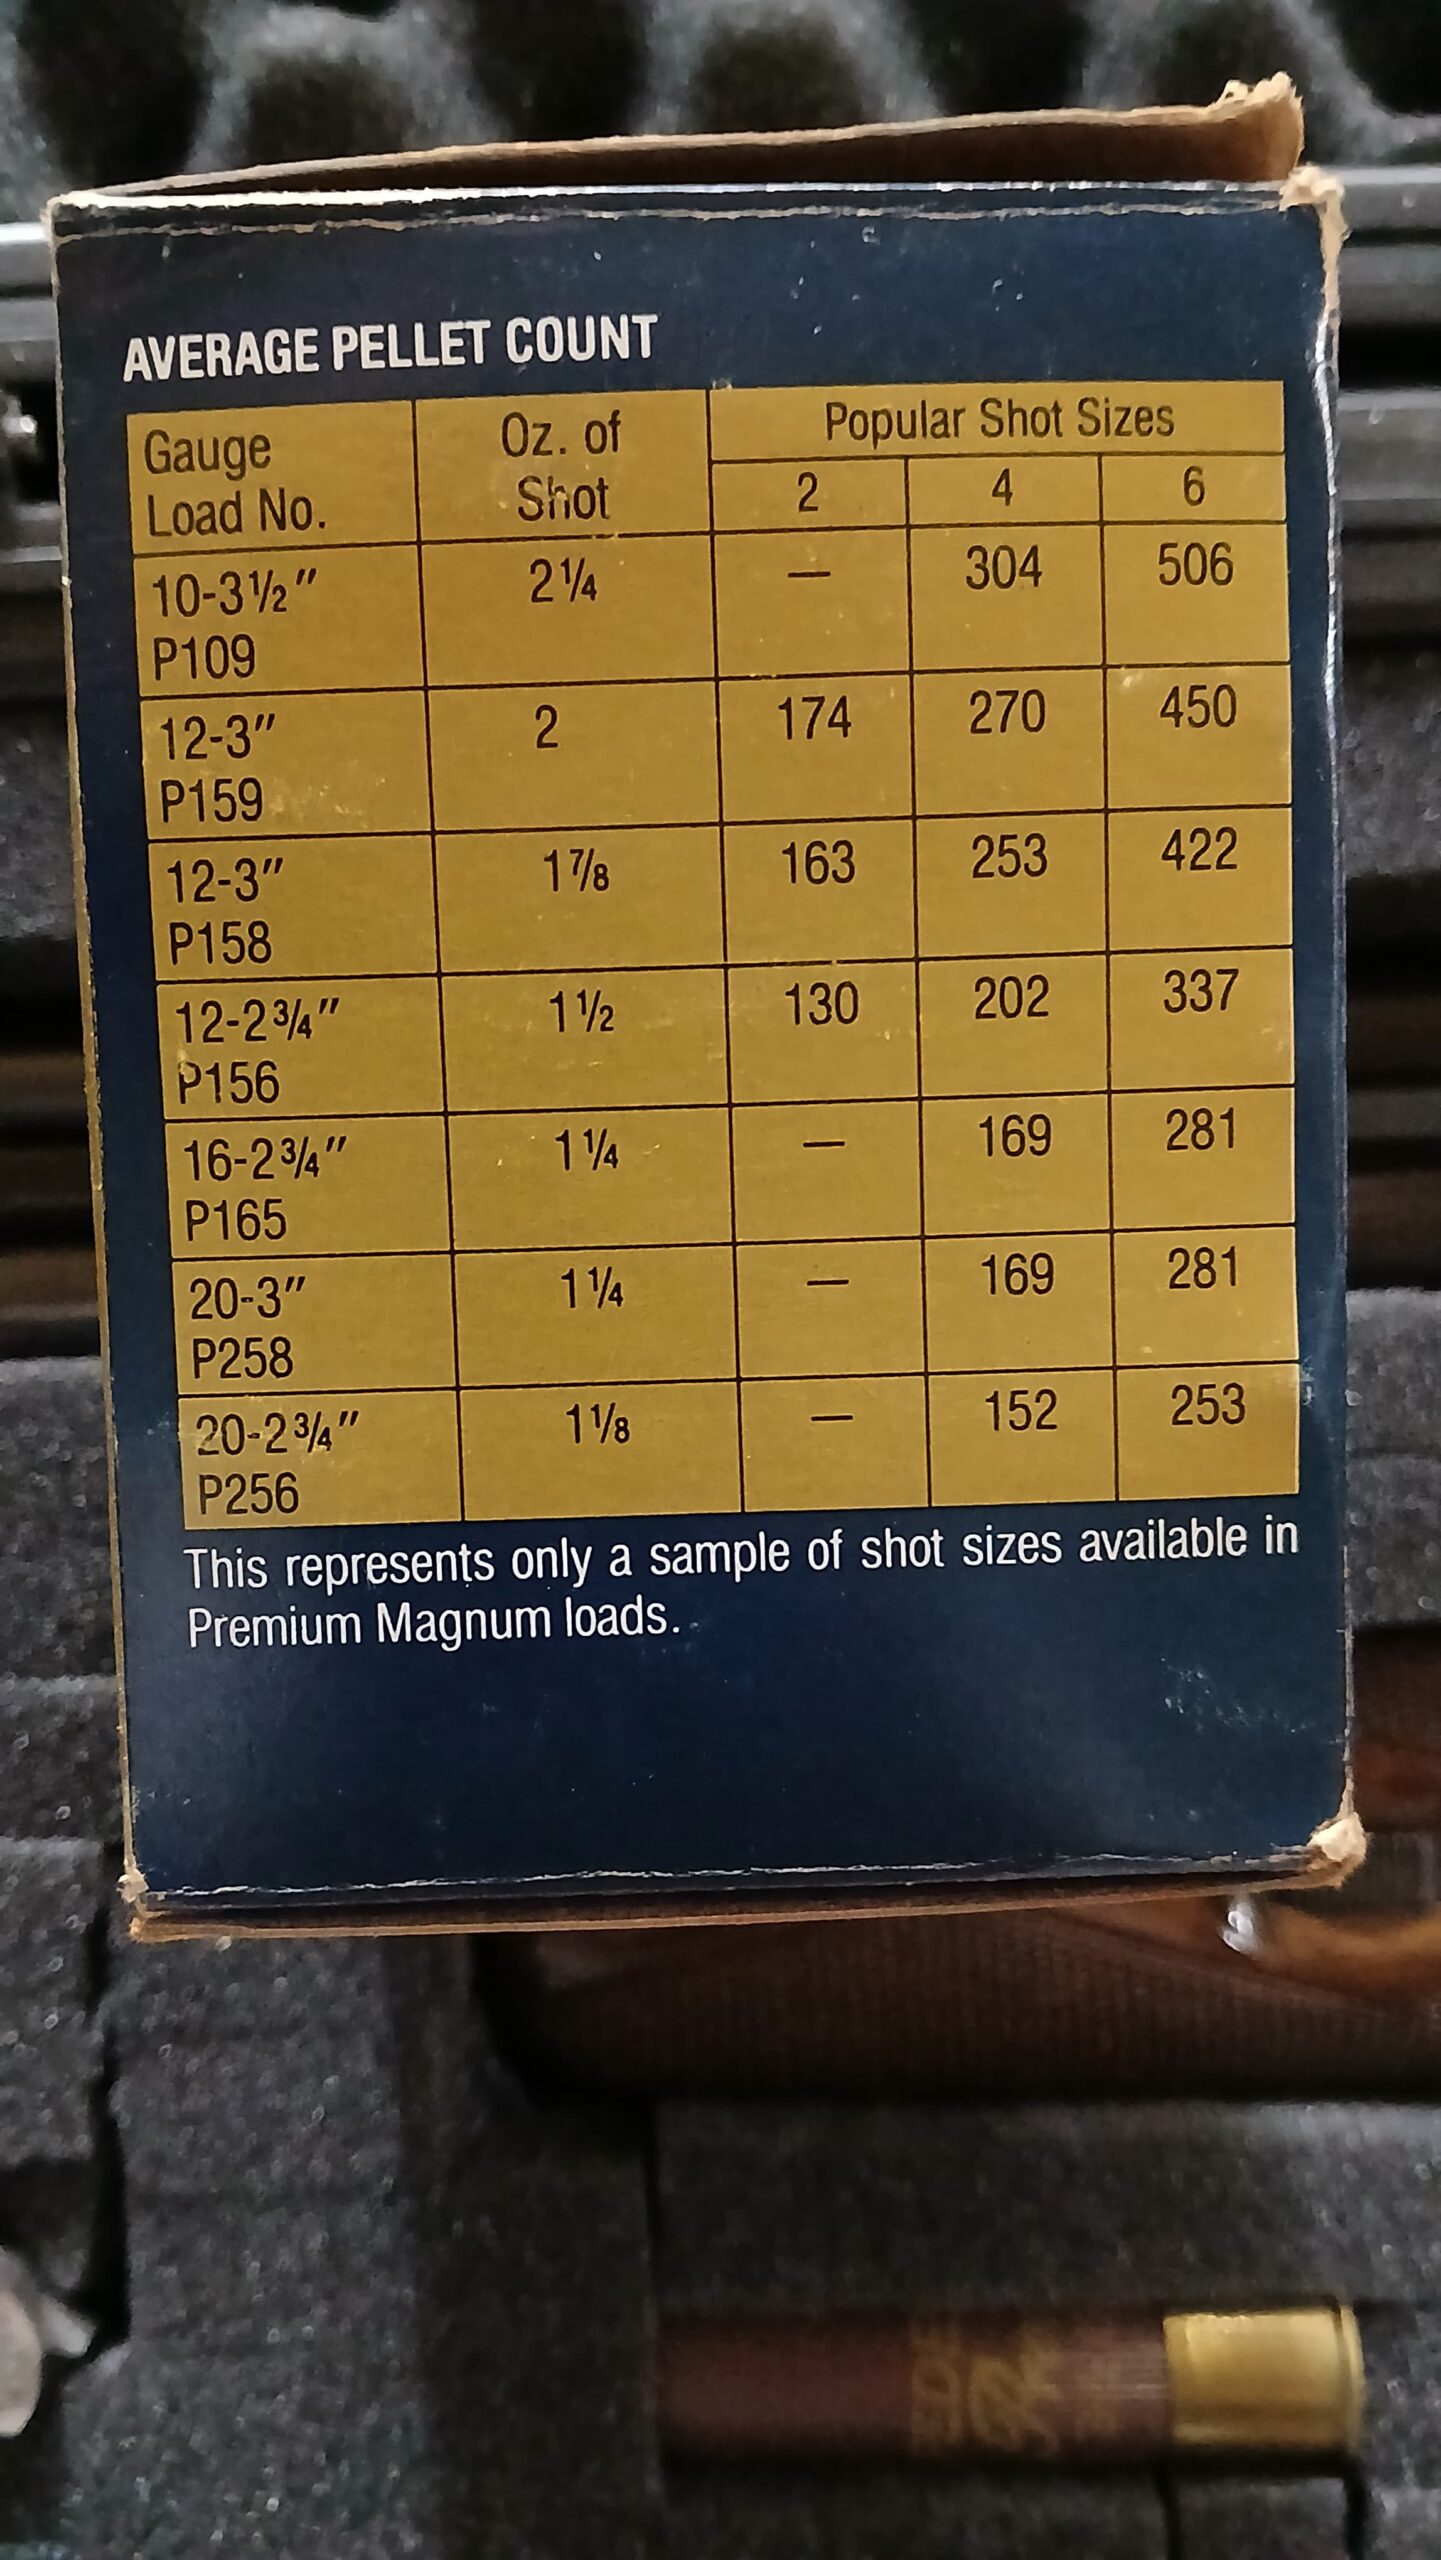 AVERAGE PELLET COUNT
Gauge Load No. Oz. of Shot Popular Shot Sizes
2 4 6
10-3½″ 2¼ — 304 506
P109
12-3″ 2 174 270 450
P159
12-3″ 1⅞ 163 253 422
P158
12-2¾″ 1½ 130 202 337
P156
16-2¾″ 1¼ — 169 281
P165
20-3″ 1¼ — 169 281
P258
20-2¾″ 1⅛ — 152 253
P256
This represents only a sample of shot sizes available in
Premium Magnum loads.